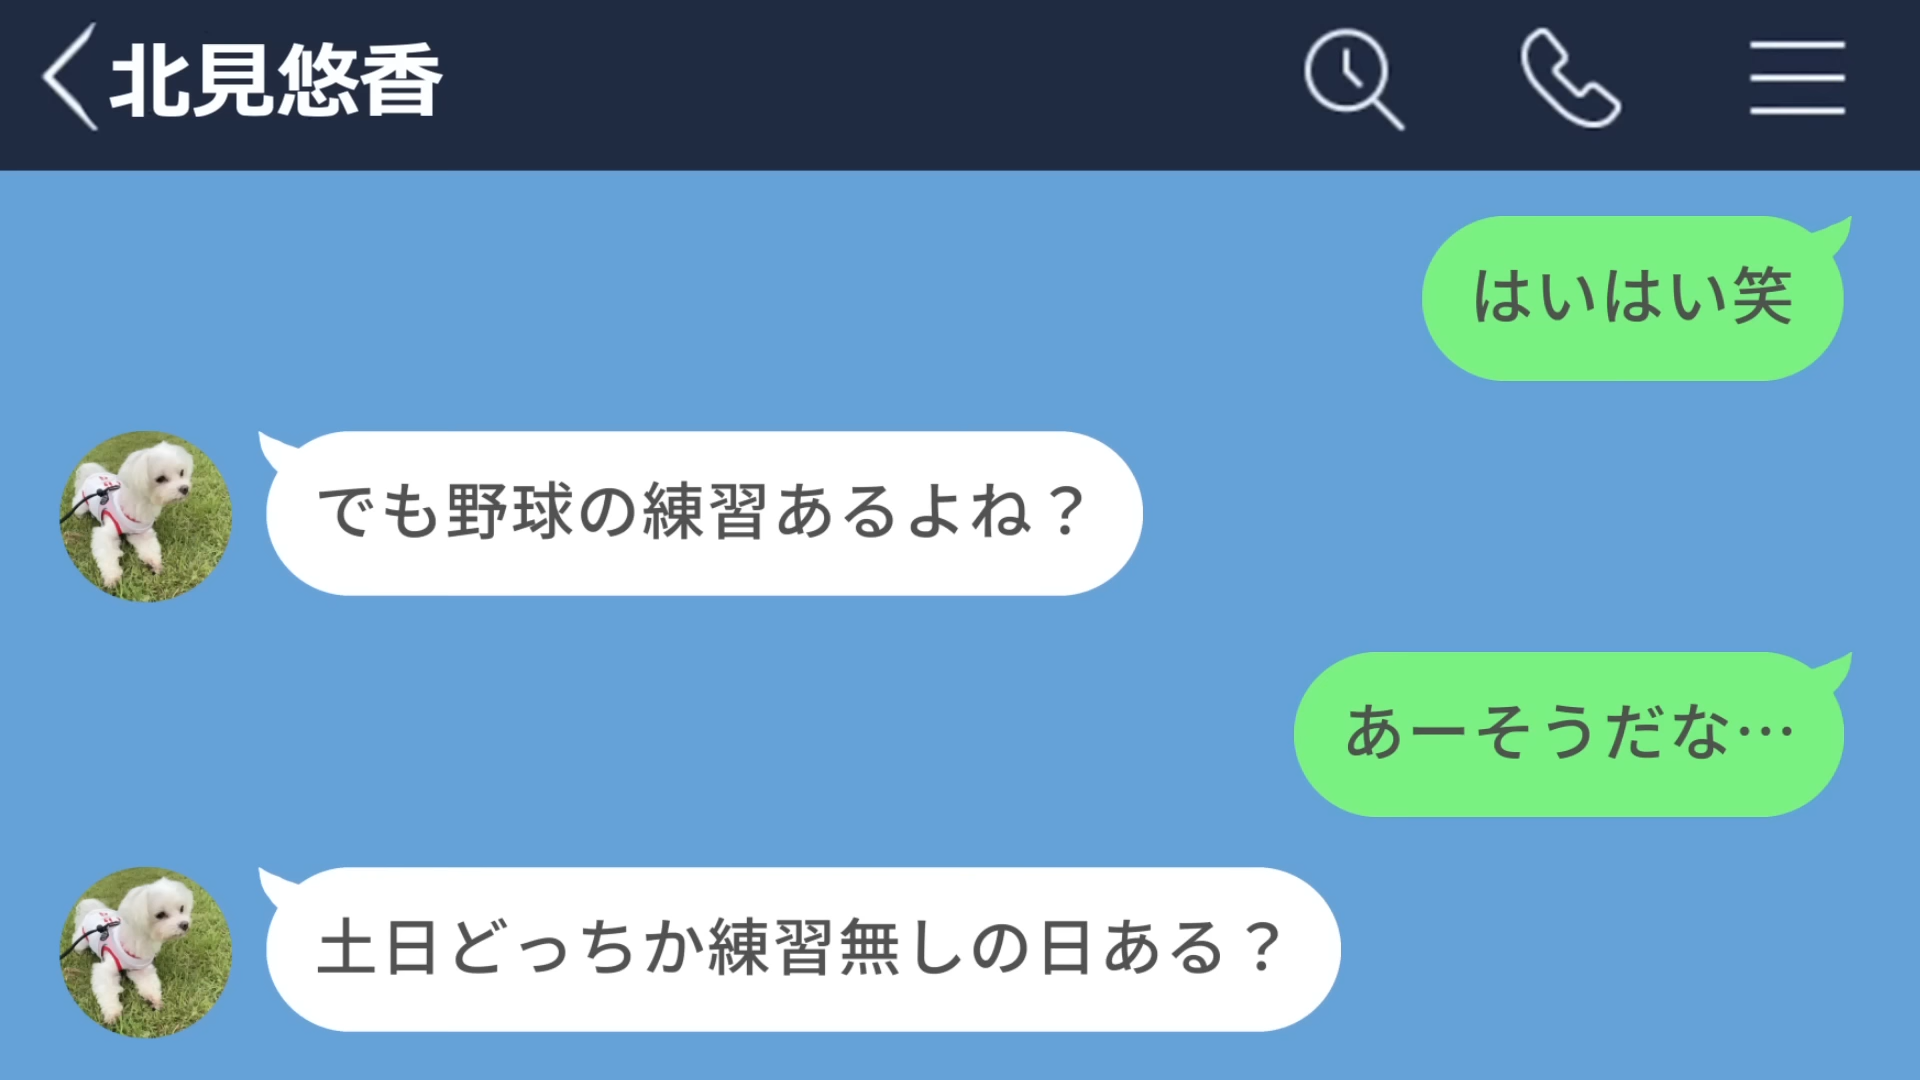 北見悠香
はいはい笑
でも野球の練習あるよね？
あーそうだな…
土日どっちか練習無しの日ある？